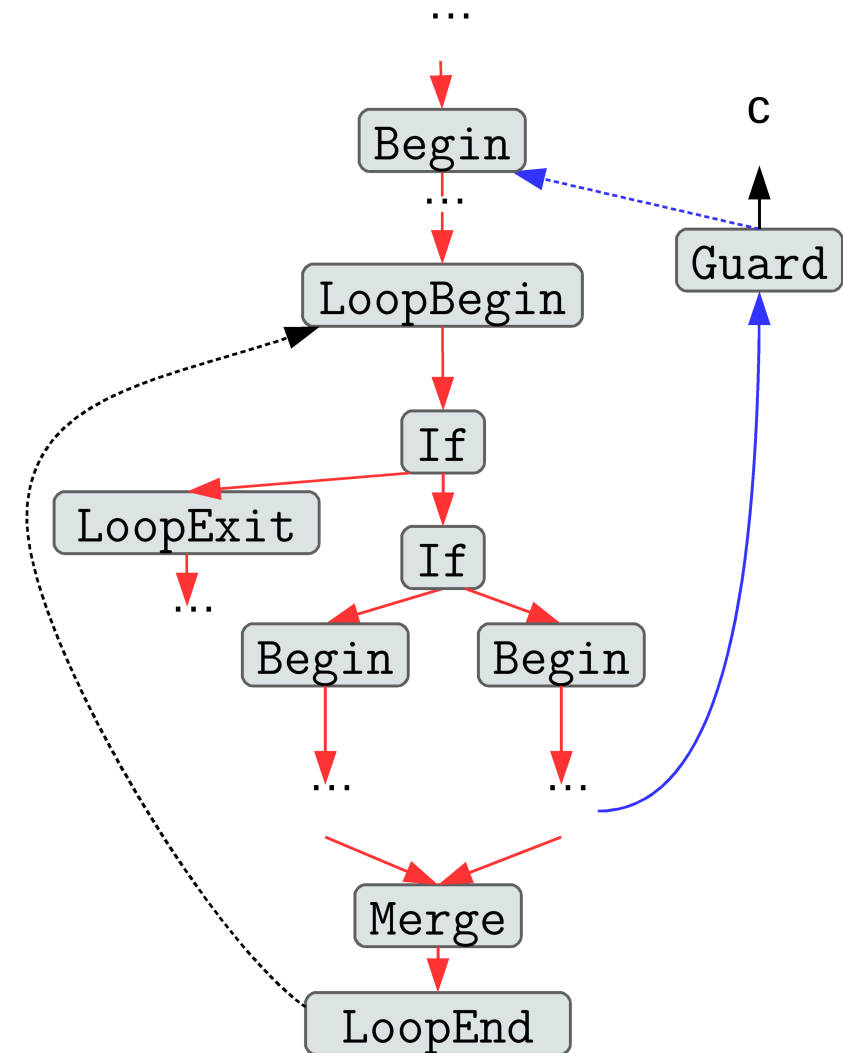 ...
C
Begin
...
Guard
LoopBegin
If
LoopExit
If
...
Begin
Begin
...
...
Merge
LoopEnd